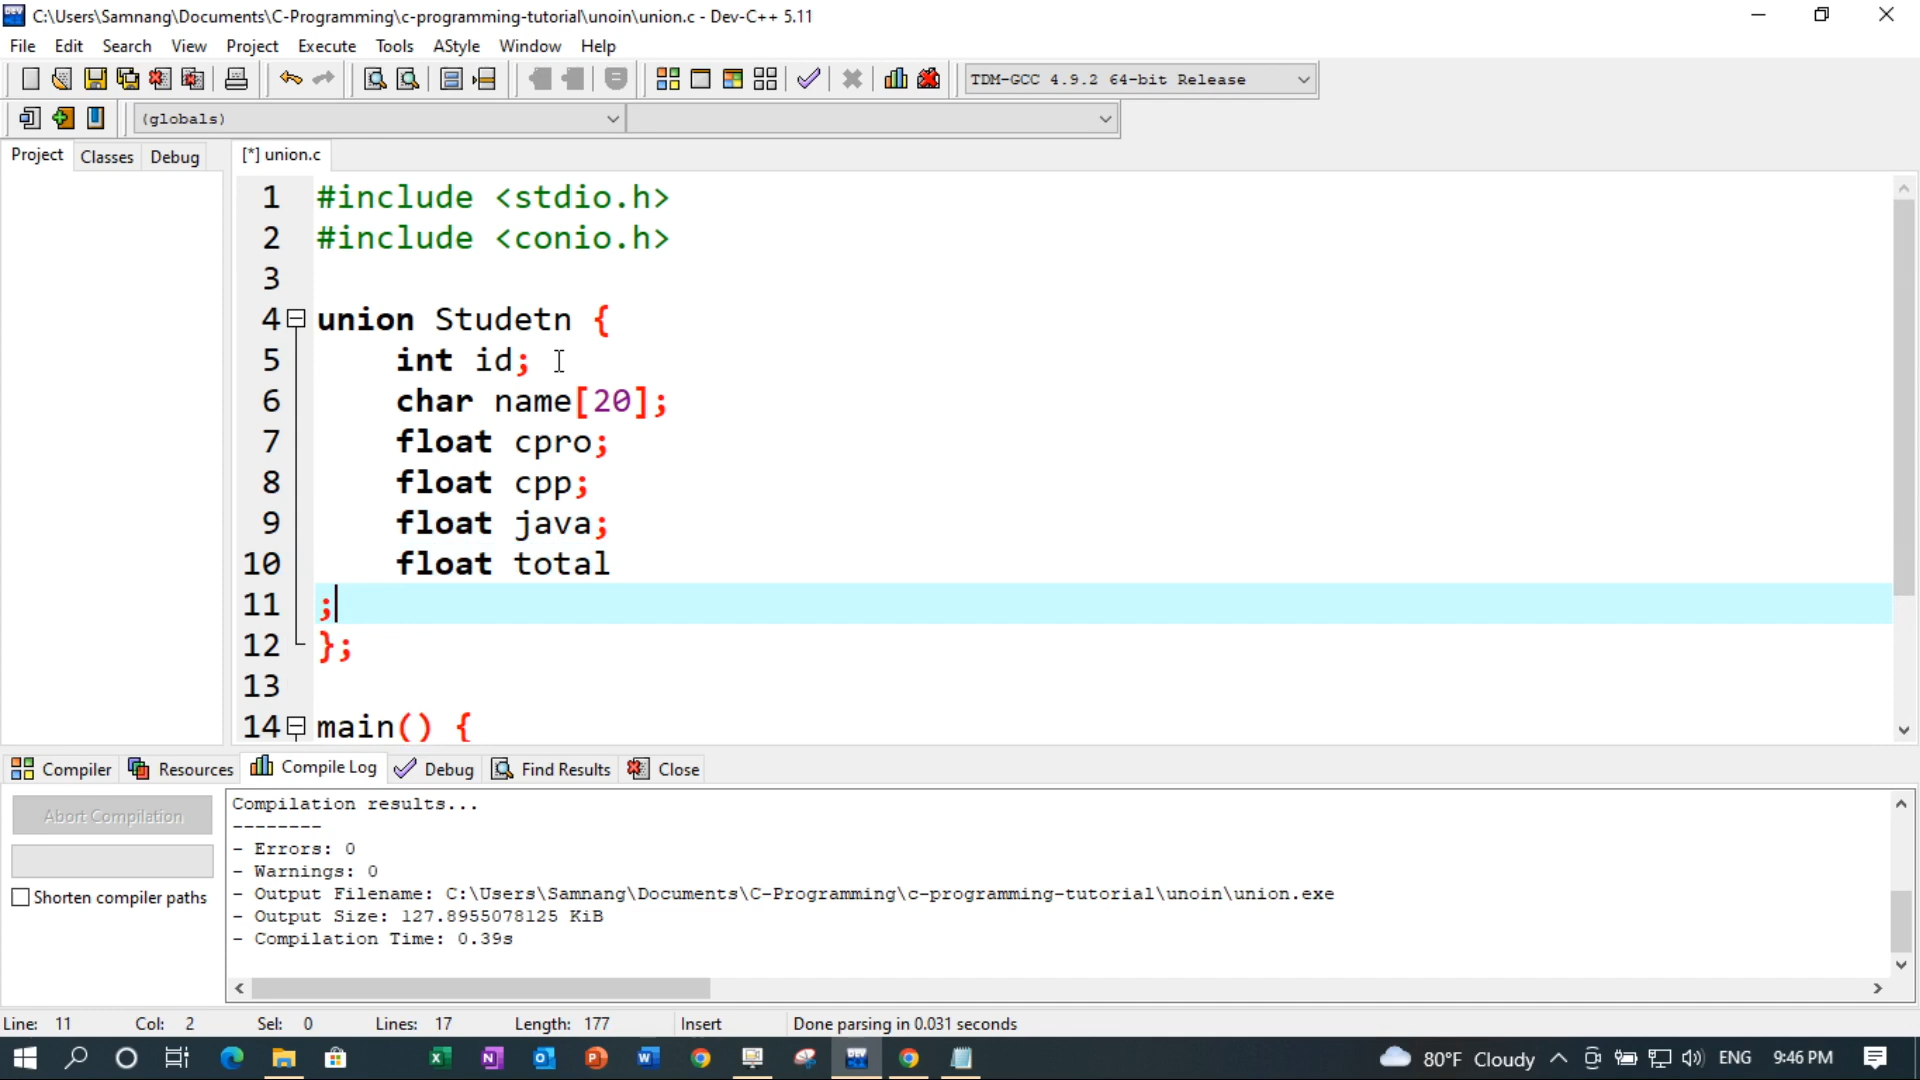 C:\Users\Samnang\Documents\C-Programming\c-programming-tutorial\unoin\union.c - Dev-C++ 5.11
File Edit Search View Project Execute Tools AStyle Window Help
TDM-GCC 4.9.2 64-bit Release
(globals)
Project Classes Debug [*] union.c
1 #include <stdio.h>
2 #include <conio.h>
3
4 union Studetn {
5 int id;
6 char name[20];
7 float cpro;
8 float cpp;
9 float java;
10 float total
11 ;
12 };
13
14 main() {
Compiler Resources Compile Log Debug Find Results Close
Abort Compilation
Shorten compiler paths
Compilation results...
--------
- Errors: 0
- Warnings: 0
- Output Filename: C:\Users\Samnang\Documents\C-Programming\c-programming-tutorial\unoin\union.exe
- Output Size: 127.8955078125 KiB
- Compilation Time: 0.39s
Line: 11 Col: 2 Sel: 0 Lines: 17 Length: 177 Insert Done parsing in 0.031 seconds
80°F Cloudy ENG 9:46 PM